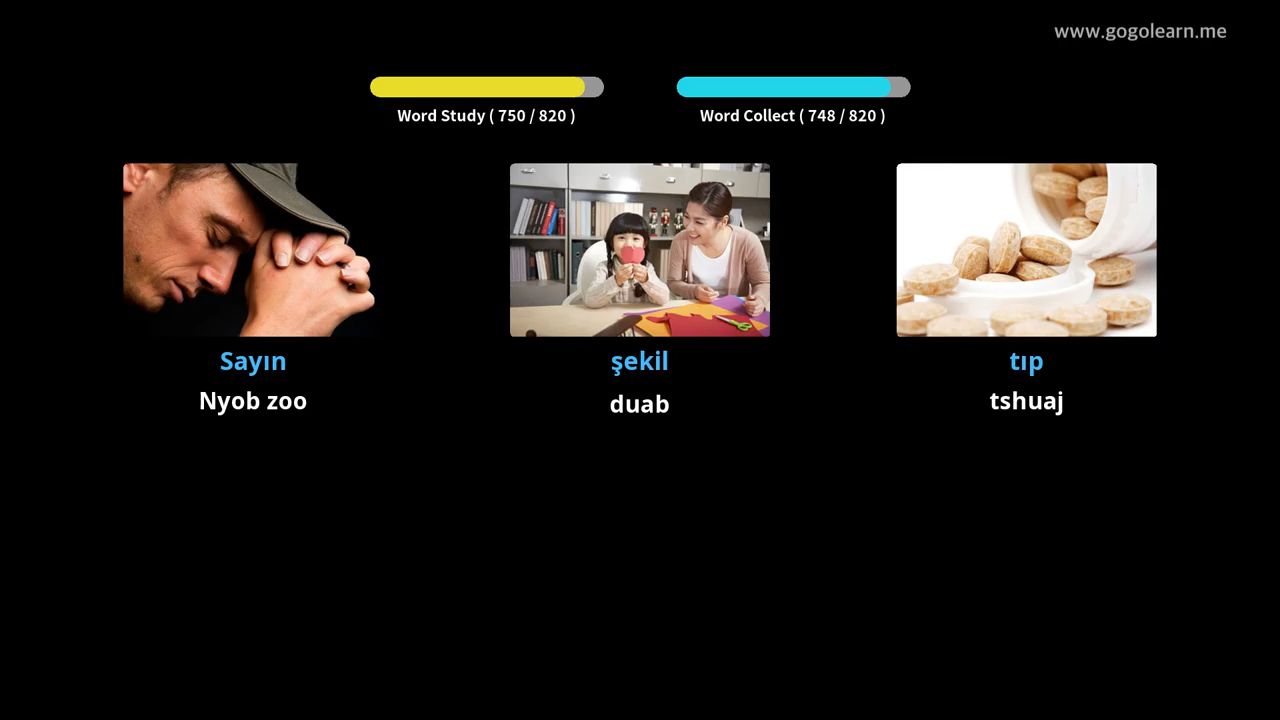 www.gogolearn.me
Word Study ( 750 / 820 )
Word Collect ( 748 / 820 )
Sayın
şekil
tıp
Nyob zoo
duab
tshuaj